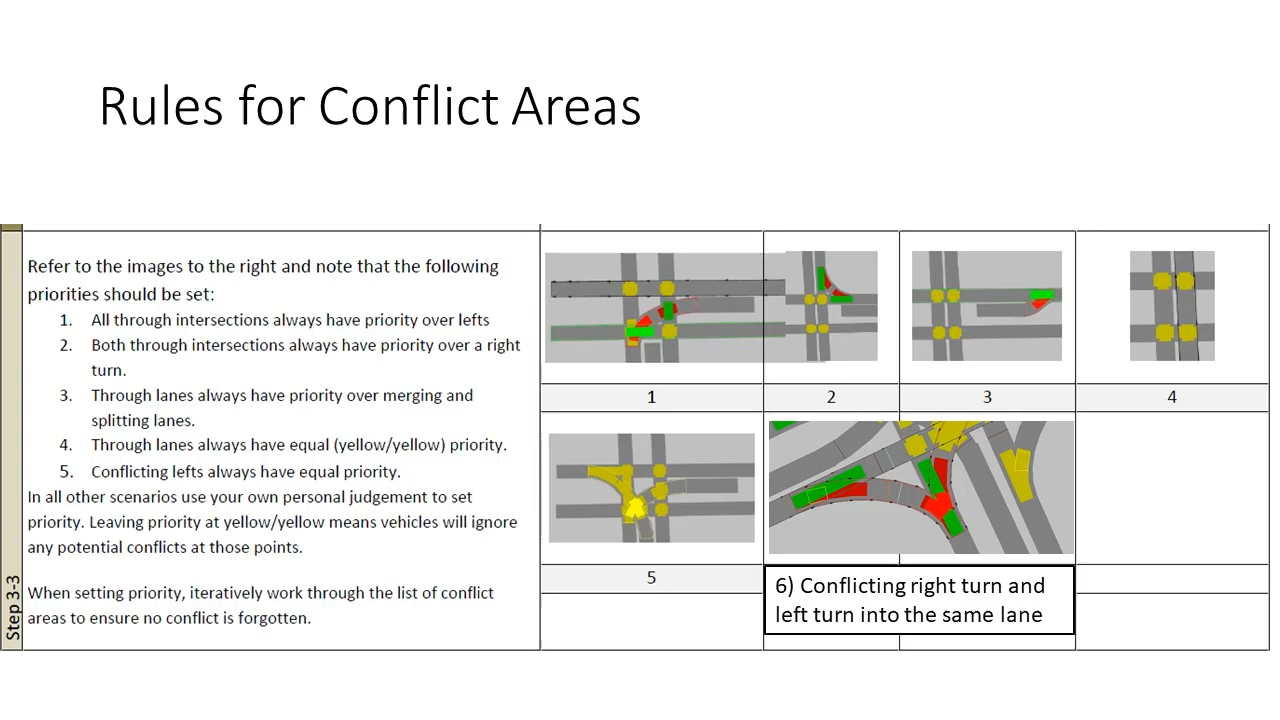 Rules for Conflict Areas
Refer to the images to the right and note that the following
priorities should be set:
1. All through intersections always have priority over lefts
2. Both through intersections always have priority over a right
turn.
3. Through lanes always have priority over merging and
splitting lanes.
4. Through lanes always have equal (yellow/yellow) priority.
5. Conflicting lefts always have equal priority.
In all other scenarios use your own personal judgement to set
priority. Leaving priority at yellow/yellow means vehicles will ignore
any potential conflicts at those points.
When setting priority, iteratively work through the list of conflict
areas to ensure no conflict is forgotten.
Step 3-3
1
2
3
4
5
6) Conflicting right turn and
left turn into the same lane